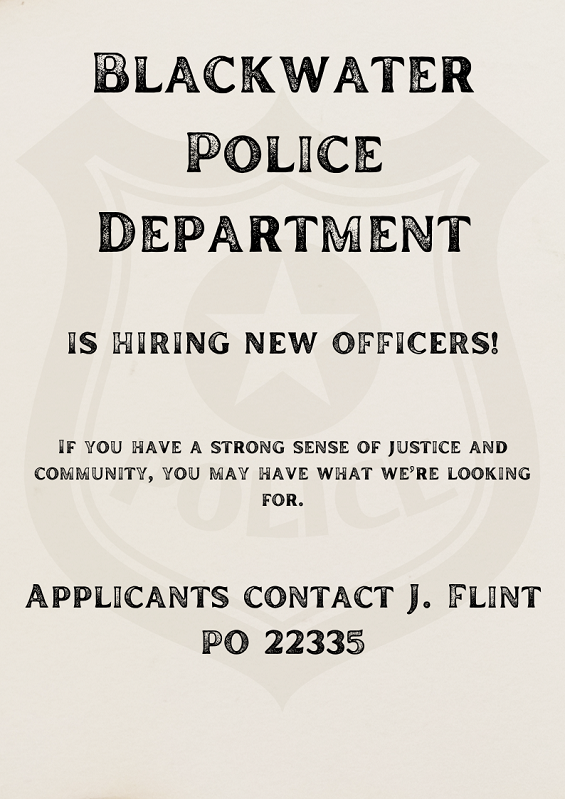 Blackwater
Police
Department
is hiring new officers!
If you have a strong sense of justice and
community, you may have what we're looking
for.
POLICE
Applicants contact J. Flint
PO 22335